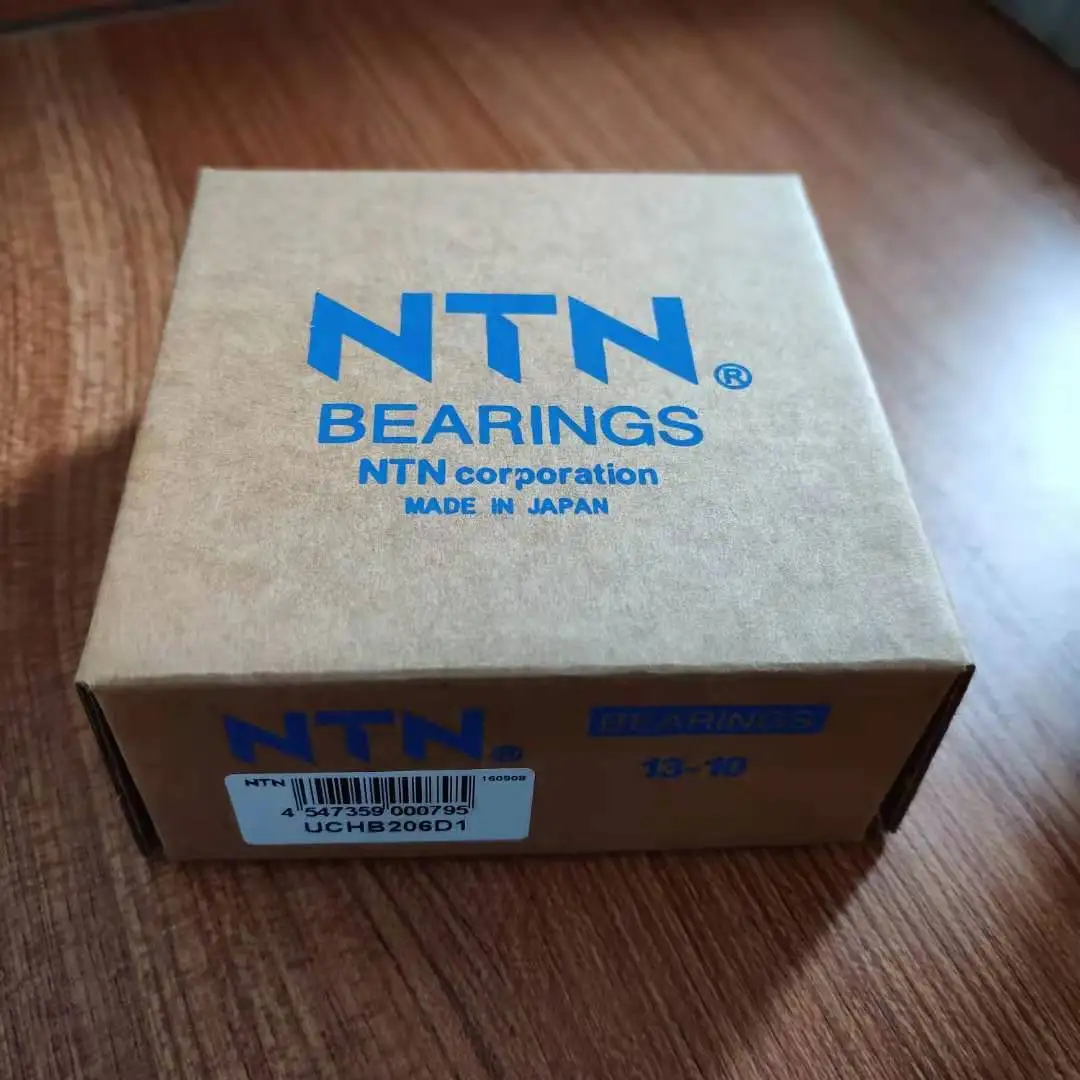 NTN®
BEARINGS
NTN corporation
MADE IN JAPAN
NTN®
BEARINGS
13-10
NTN
160908
4 547359 000795
UCHB206D1